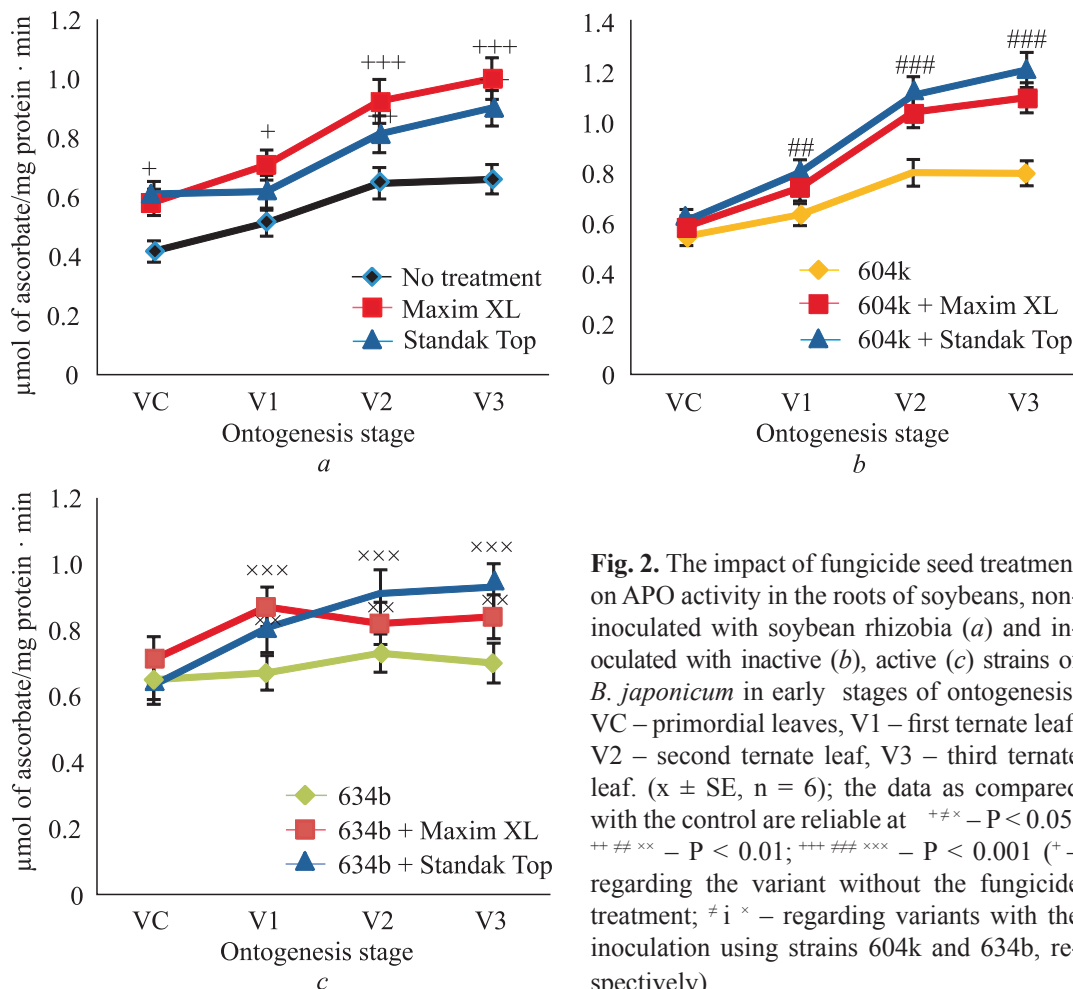 μmol of ascorbate/mg protein · min
1.2
1.0
0.8
0.6
0.4
0.2
0
+
+
+++
++
+++
No treatment
Maxim XL
Standak Top
VC V1 V2 V3
Ontogenesis stage
a
1.4
1.2
1.0
0.8
0.6
0.4
0.2
0
##
###
###
604k
604k + Maxim XL
604k + Standak Top
VC V1 V2 V3
Ontogenesis stage
b
μmol of ascorbate/mg protein · min
1.2
1.0
0.8
0.6
0.4
0.2
0
×××
××
×××
××
×××
××
634b
634b + Maxim XL
634b + Standak Top
VC V1 V2 V3
Ontogenesis stage
c
Fig. 2. The impact of fungicide seed treatment
on APO activity in the roots of soybeans, non-
inoculated with soybean rhizobia (a) and in-
oculated with inactive (b), active (c) strains of
B. japonicum in early stages of ontogenesis
VC – primordial leaves, V1 – first ternate leaf
V2 – second ternate leaf, V3 – third ternate
leaf. (x ± SE, n = 6); the data as compared
with the control are reliable at +≠× – P < 0.05
++ ≠≠ ×× – P < 0.01; +++ ≠≠≠ ××× – P < 0.001 (+ –
regarding the variant without the fungicide
treatment; ≠ i × – regarding variants with the
inoculation using strains 604k and 634b, re-
spectively)